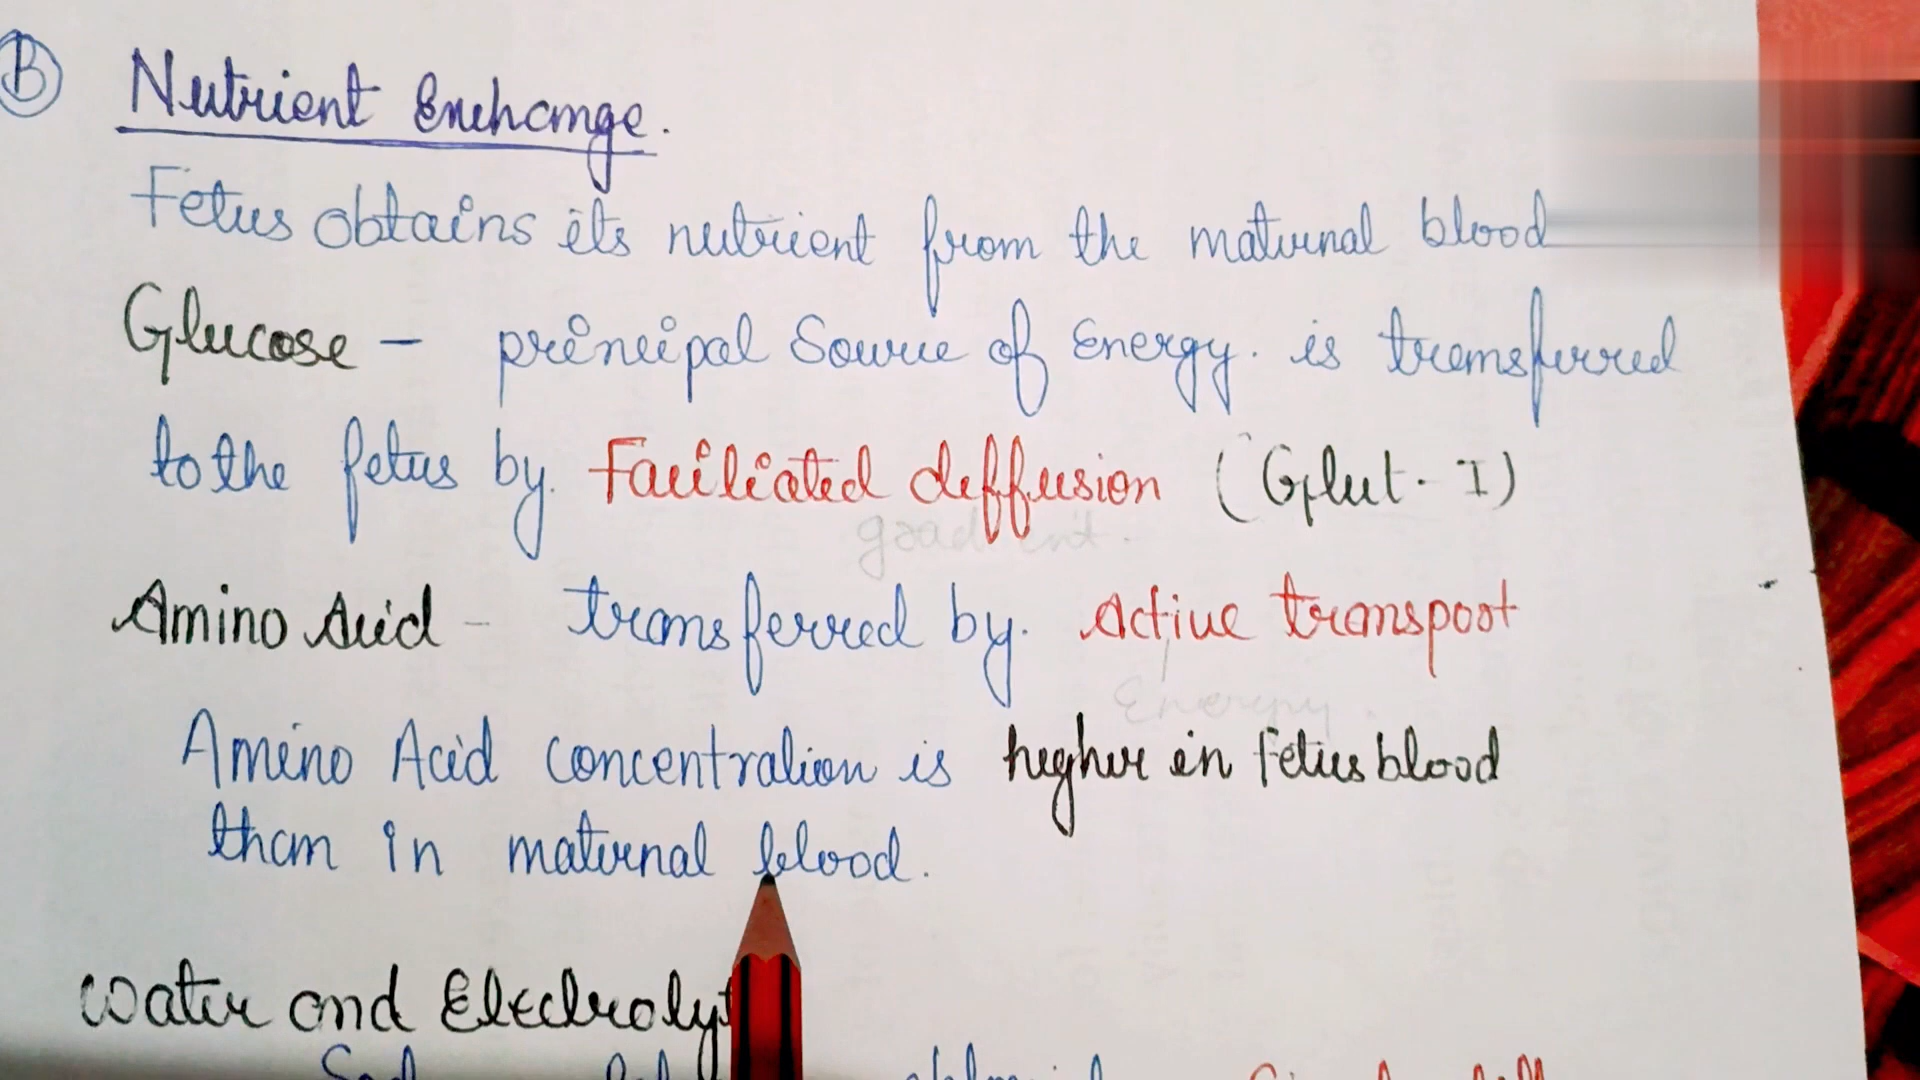 B Nutrient Exchange.
Fetus obtains its nutrient from the maternal blood
Glucose – principal Source of Energy. is transferred
to the fetus by. Faciliated diffusion (Glut - I)
gradient.
Amino Acid - transferred by. Active transport
Energy.
Amino Acid concentration is higher in Fetus blood
than in maternal blood.
Water and Electrolyt